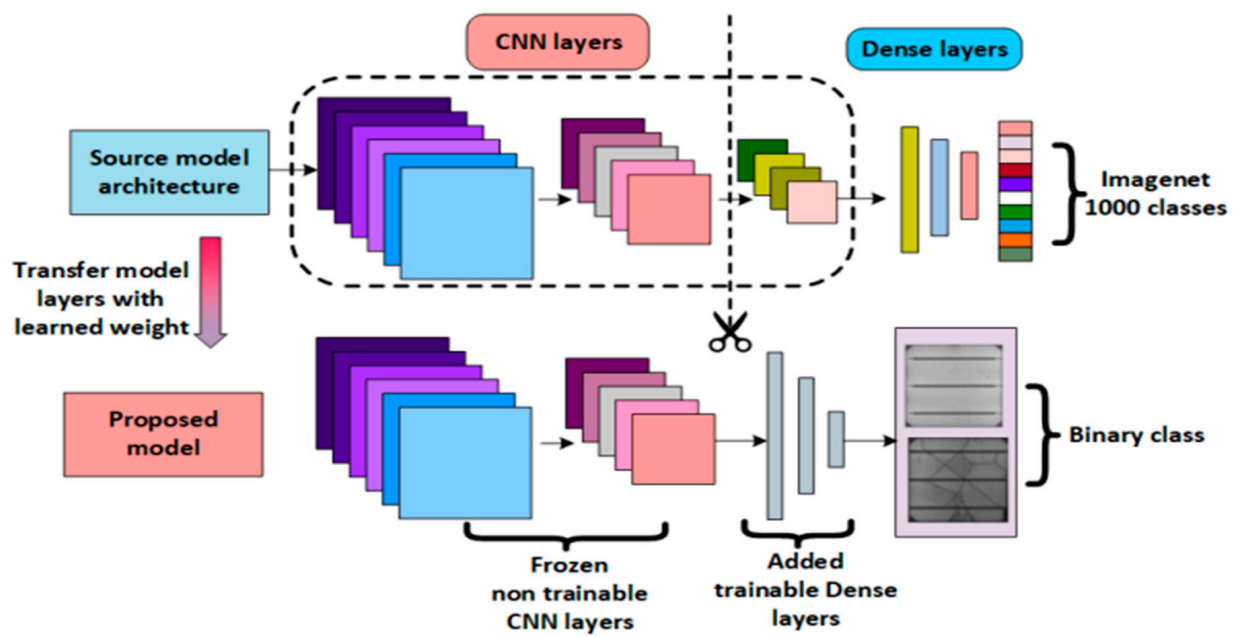 CNN layers
Dense layers
Source model
architecture
Imagenet
1000 classes
Transfer model
layers with
learned weight
Proposed
model
Binary class
Frozen
non trainable
CNN layers
Added
trainable Dense
layers